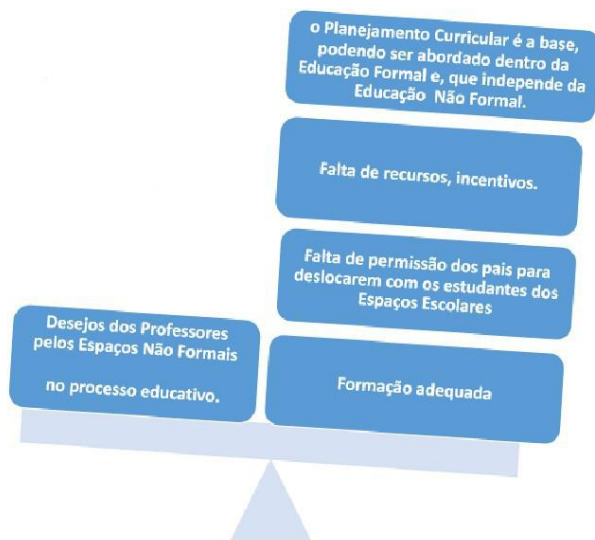 o Planejamento Curricular é a base,
podendo ser abordado dentro da
Educação Formal e, que independe da
Educação Não Formal.
Falta de recursos, incentivos.
Falta de permissão dos pais para
deslocarem com os estudantes dos
Espaços Escolares
Desejos dos Professores
pelos Espaços Não Formais
no processo educativo.
Formação adequada